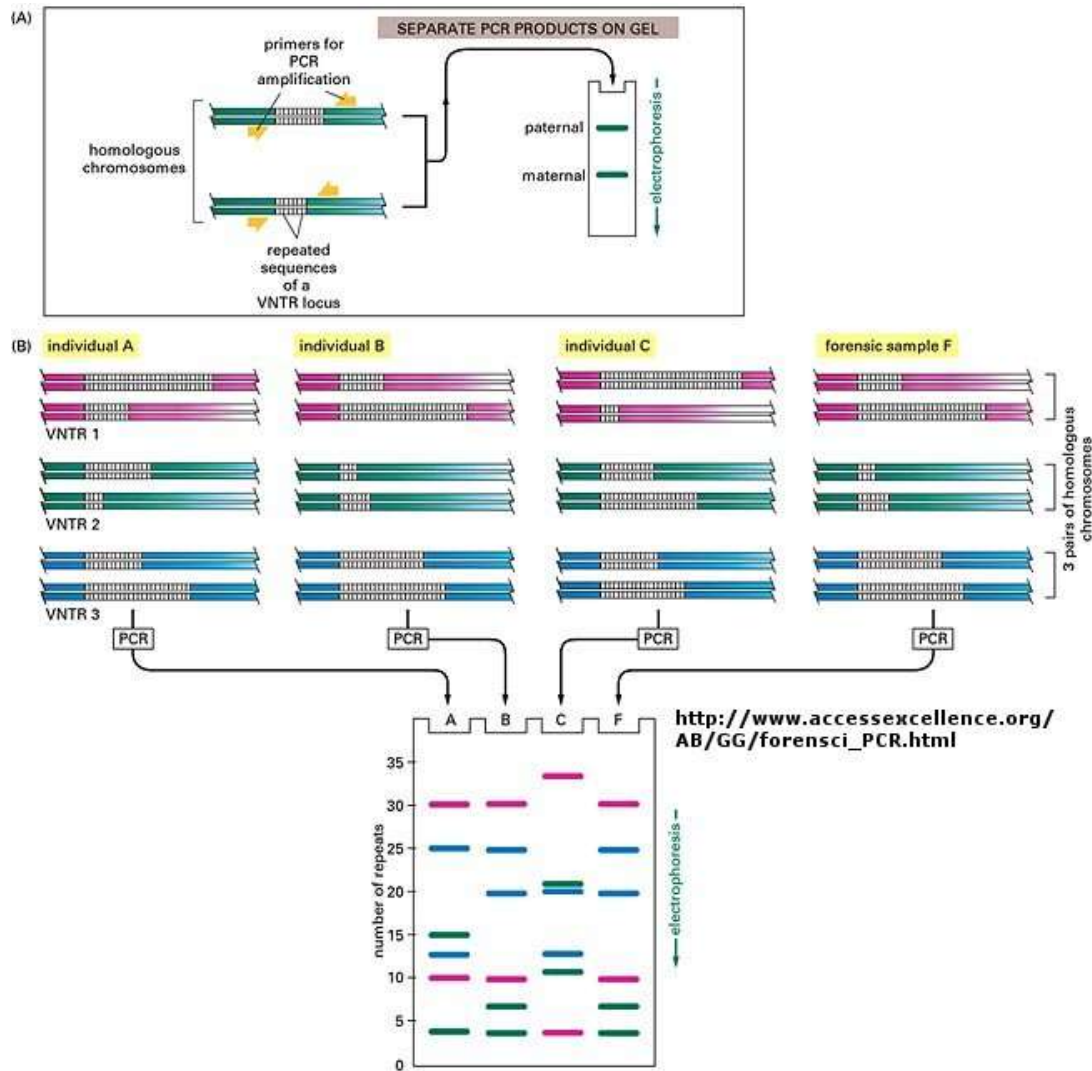 (A)
SEPARATE PCR PRODUCTS ON GEL
primers for
PCR
amplification
homologous
chromosomes
repeated
sequences
of a
VNTR locus
paternal
maternal
electrophoresis
(B)
individual A
individual B
individual C
forensic sample F
VNTR 1
VNTR 2
VNTR 3
3 pairs of homologous
chromosomes
PCR
PCR
PCR
PCR
A
B
C
F
http://www.accessexcellence.org/
AB/GG/forensci_PCR.html
number of repeats
35
30
25
20
15
10
5
0
electrophoresis